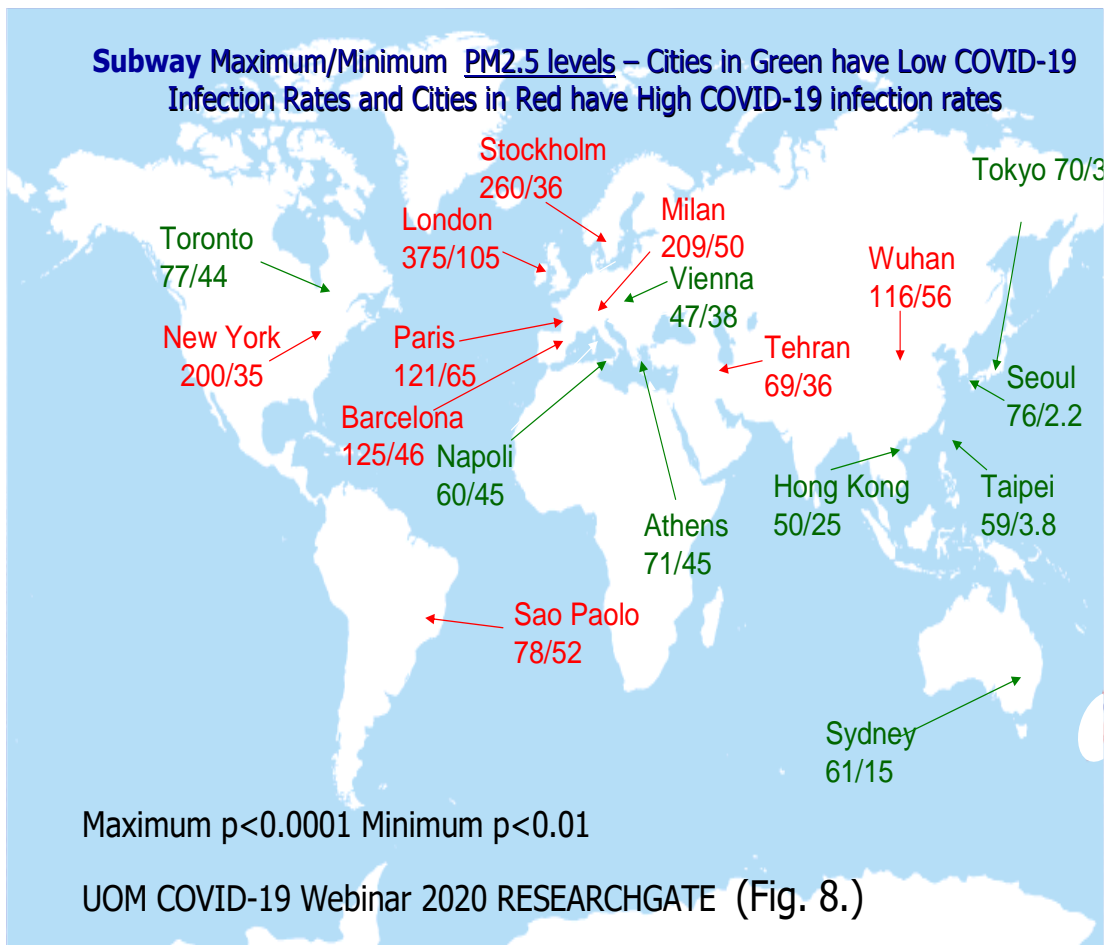 Subway Maximum/Minimum PM2.5 levels – Cities in Green have Low COVID-19
Infection Rates and Cities in Red have High COVID-19 infection rates
Stockholm
260/36
Tokyo 70/3
London
375/105
Milan
209/50
Toronto
77/44
Vienna
47/38
Wuhan
116/56
New York
200/35
Paris
121/65
Tehran
69/36
Seoul
76/2.2
Barcelona
125/46
Napoli
60/45
Hong Kong
50/25
Taipei
59/3.8
Athens
71/45
Sao Paolo
78/52
Sydney
61/15
Maximum p<0.0001 Minimum p<0.01
UOM COVID-19 Webinar 2020 RESEARCHGATE (Fig. 8.)